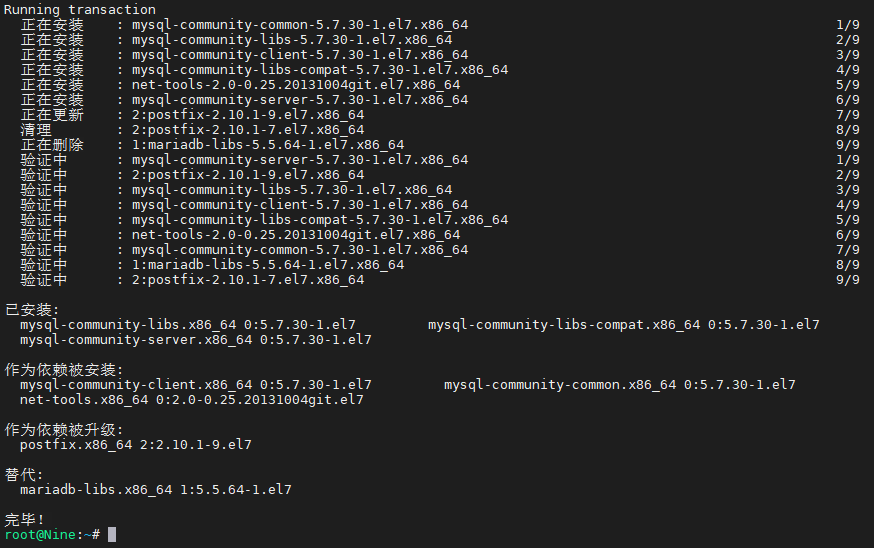 Running transaction
正在安装    : mysql-community-common-5.7.30-1.el7.x86_64    1/9
正在安装    : mysql-community-libs-5.7.30-1.el7.x86_64    2/9
正在安装    : mysql-community-client-5.7.30-1.el7.x86_64    3/9
正在安装    : mysql-community-libs-compat-5.7.30-1.el7.x86_64    4/9
正在安装    : net-tools-2.0-0.25.20131004git.el7.x86_64    5/9
正在安装    : mysql-community-server-5.7.30-1.el7.x86_64    6/9
正在更新    : 2:postfix-2.10.1-9.el7.x86_64    7/9
清理    : 2:postfix-2.10.1-7.el7.x86_64    8/9
正在删除    : 1:mariadb-libs-5.5.64-1.el7.x86_64    9/9
验证中    : mysql-community-server-5.7.30-1.el7.x86_64    1/9
验证中    : 2:postfix-2.10.1-9.el7.x86_64    2/9
验证中    : mysql-community-libs-5.7.30-1.el7.x86_64    3/9
验证中    : mysql-community-client-5.7.30-1.el7.x86_64    4/9
验证中    : mysql-community-libs-compat-5.7.30-1.el7.x86_64    5/9
验证中    : net-tools-2.0-0.25.20131004git.el7.x86_64    6/9
验证中    : mysql-community-common-5.7.30-1.el7.x86_64    7/9
验证中    : 1:mariadb-libs-5.5.64-1.el7.x86_64    8/9
验证中    : 2:postfix-2.10.1-7.el7.x86_64    9/9
已安装:
mysql-community-libs.x86_64 0:5.7.30-1.el7    mysql-community-libs-compat.x86_64 0:5.7.30-1.el7
mysql-community-server.x86_64 0:5.7.30-1.el7
作为依赖被安装:
mysql-community-client.x86_64 0:5.7.30-1.el7    mysql-community-common.x86_64 0:5.7.30-1.el7
net-tools.x86_64 0:2.0-0.25.20131004git.el7
作为依赖被升级:
postfix.x86_64 2:2.10.1-9.el7
替代:
mariadb-libs.x86_64 1:5.5.64-1.el7
完毕!
root@Nine:~#